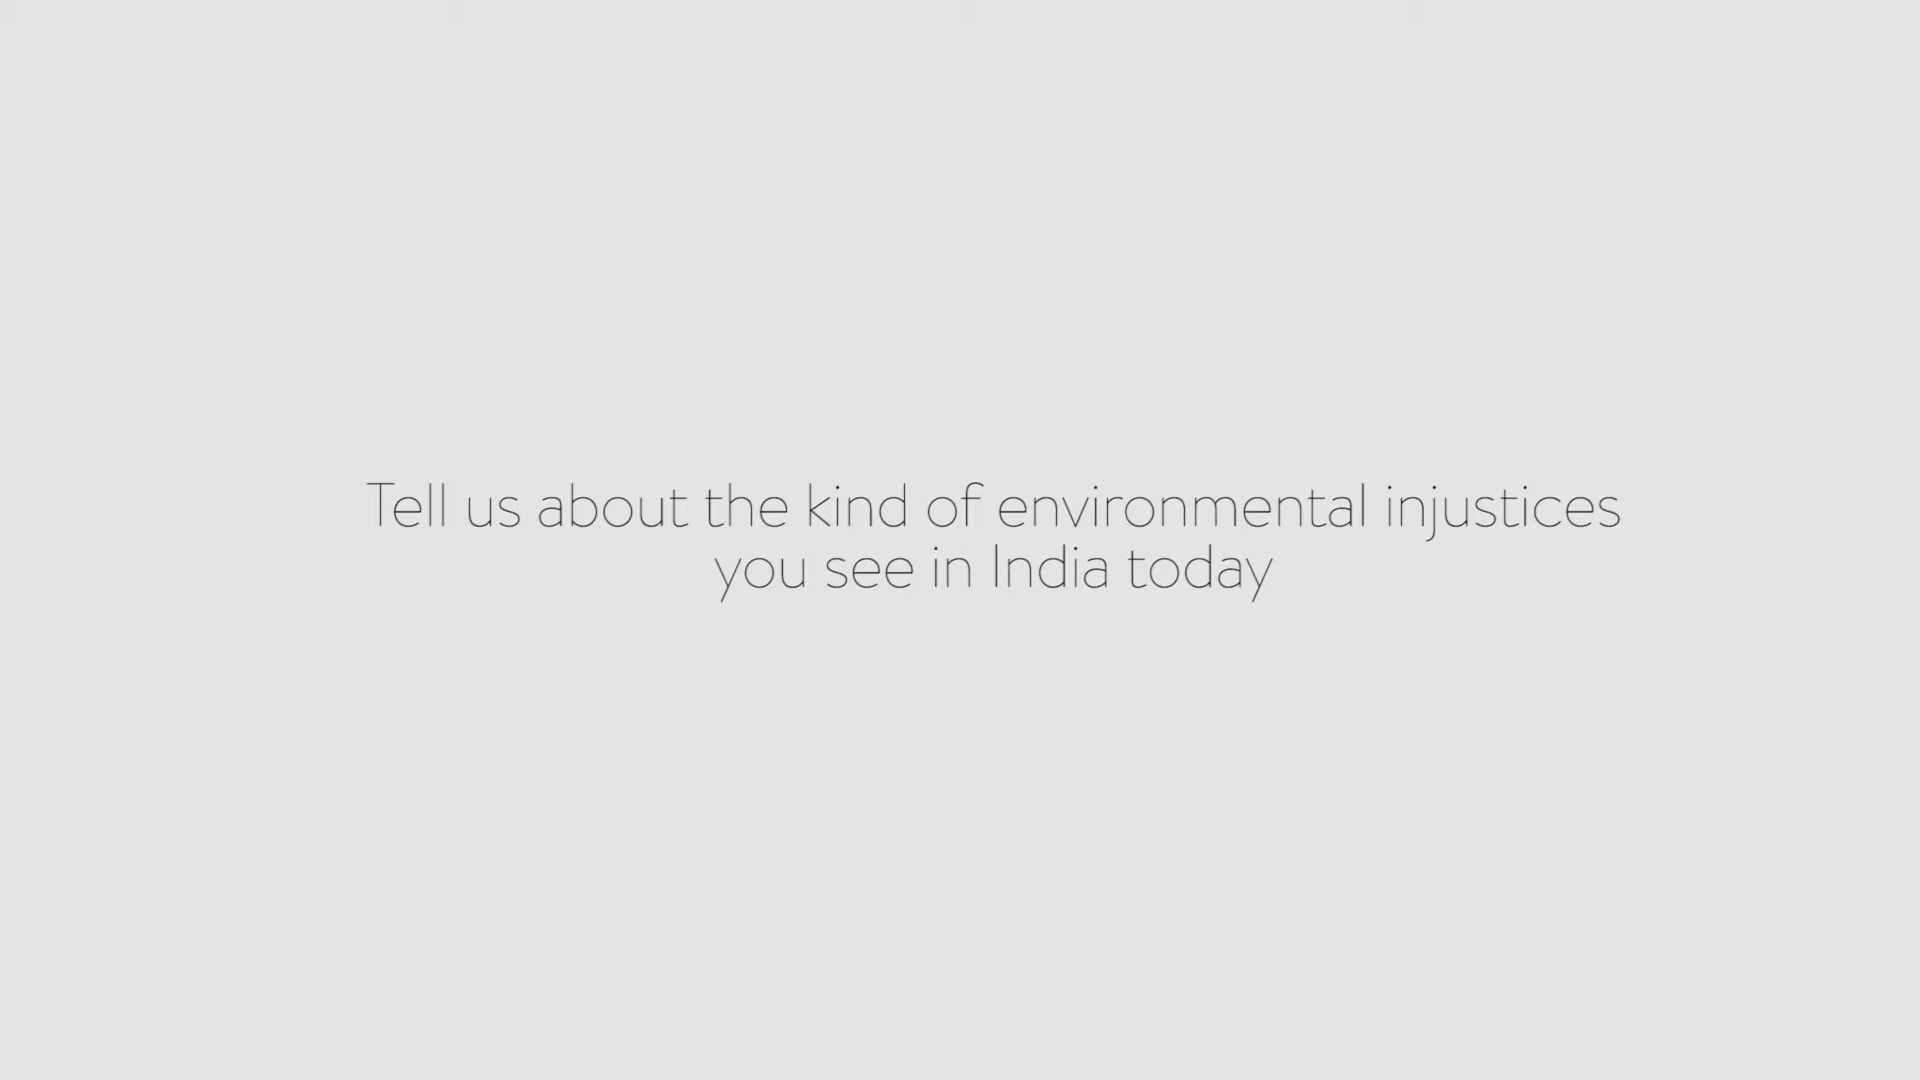 Tell us about the kind of environmental injustices
you see in India today